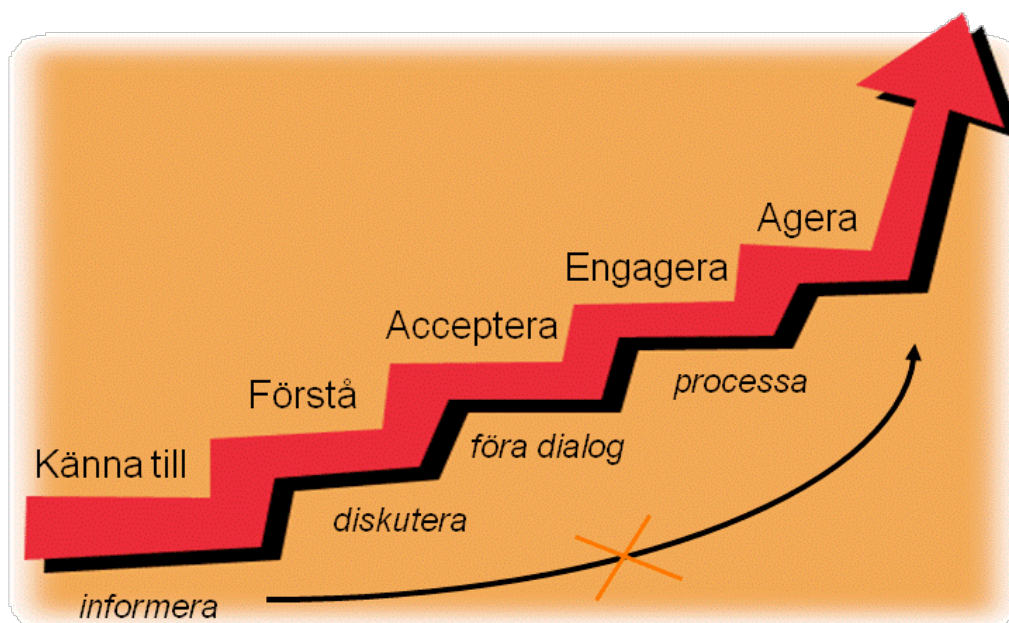 Agera
Engagera
Acceptera
processa
Förstå
föra dialog
Känna till
diskutera
informera